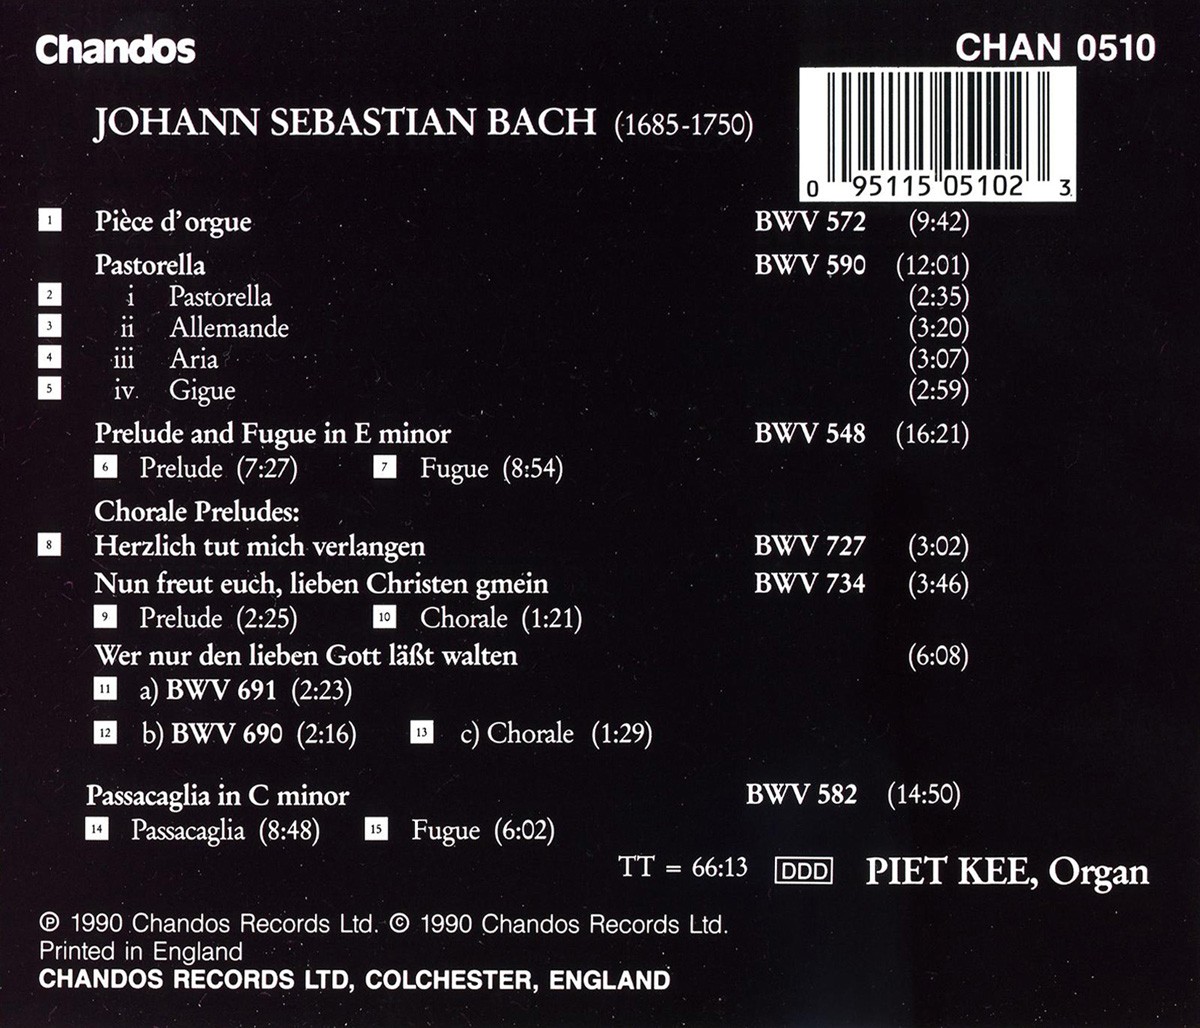 Chandos
CHAN 0510
JOHANN SEBASTIAN BACH (1685-1750)
0 95115 05102 3
1 Pièce d'orgue BWV 572 (9:42)
Pastorella BWV 590 (12:01)
2 i Pastorella (2:35)
3 ii Allemande (3:20)
4 iii Aria (3:07)
5 iv. Gigue (2:59)
Prelude and Fugue in E minor BWV 548 (16:21)
6 Prelude (7:27) 7 Fugue (8:54)
Chorale Preludes:
8 Herzlich tut mich verlangen BWV 727 (3:02)
Nun freut euch, lieben Christen gmein BWV 734 (3:46)
9 Prelude (2:25) 10 Chorale (1:21)
Wer nur den lieben Gott läßt walten (6:08)
11 a) BWV 691 (2:23)
12 b) BWV 690 (2:16) 13 c) Chorale (1:29)
Passacaglia in C minor BWV 582 (14:50)
14 Passacaglia (8:48) 15 Fugue (6:02)
TT = 66:13 DDD PIET KEE, Organ
℗ 1990 Chandos Records Ltd. © 1990 Chandos Records Ltd.
Printed in England
CHANDOS RECORDS LTD, COLCHESTER, ENGLAND